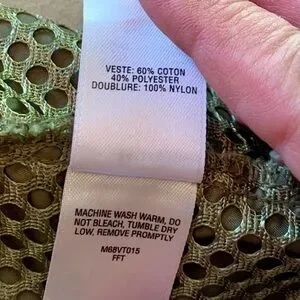 VESTE: 60% COTON
40% POLYESTER
DOUBLURE: 100% NYLON
MACHINE WASH WARM, DO
NOT BLEACH, TUMBLE DRY
LOW, REMOVE PROMPTLY
M68VT015
FFT